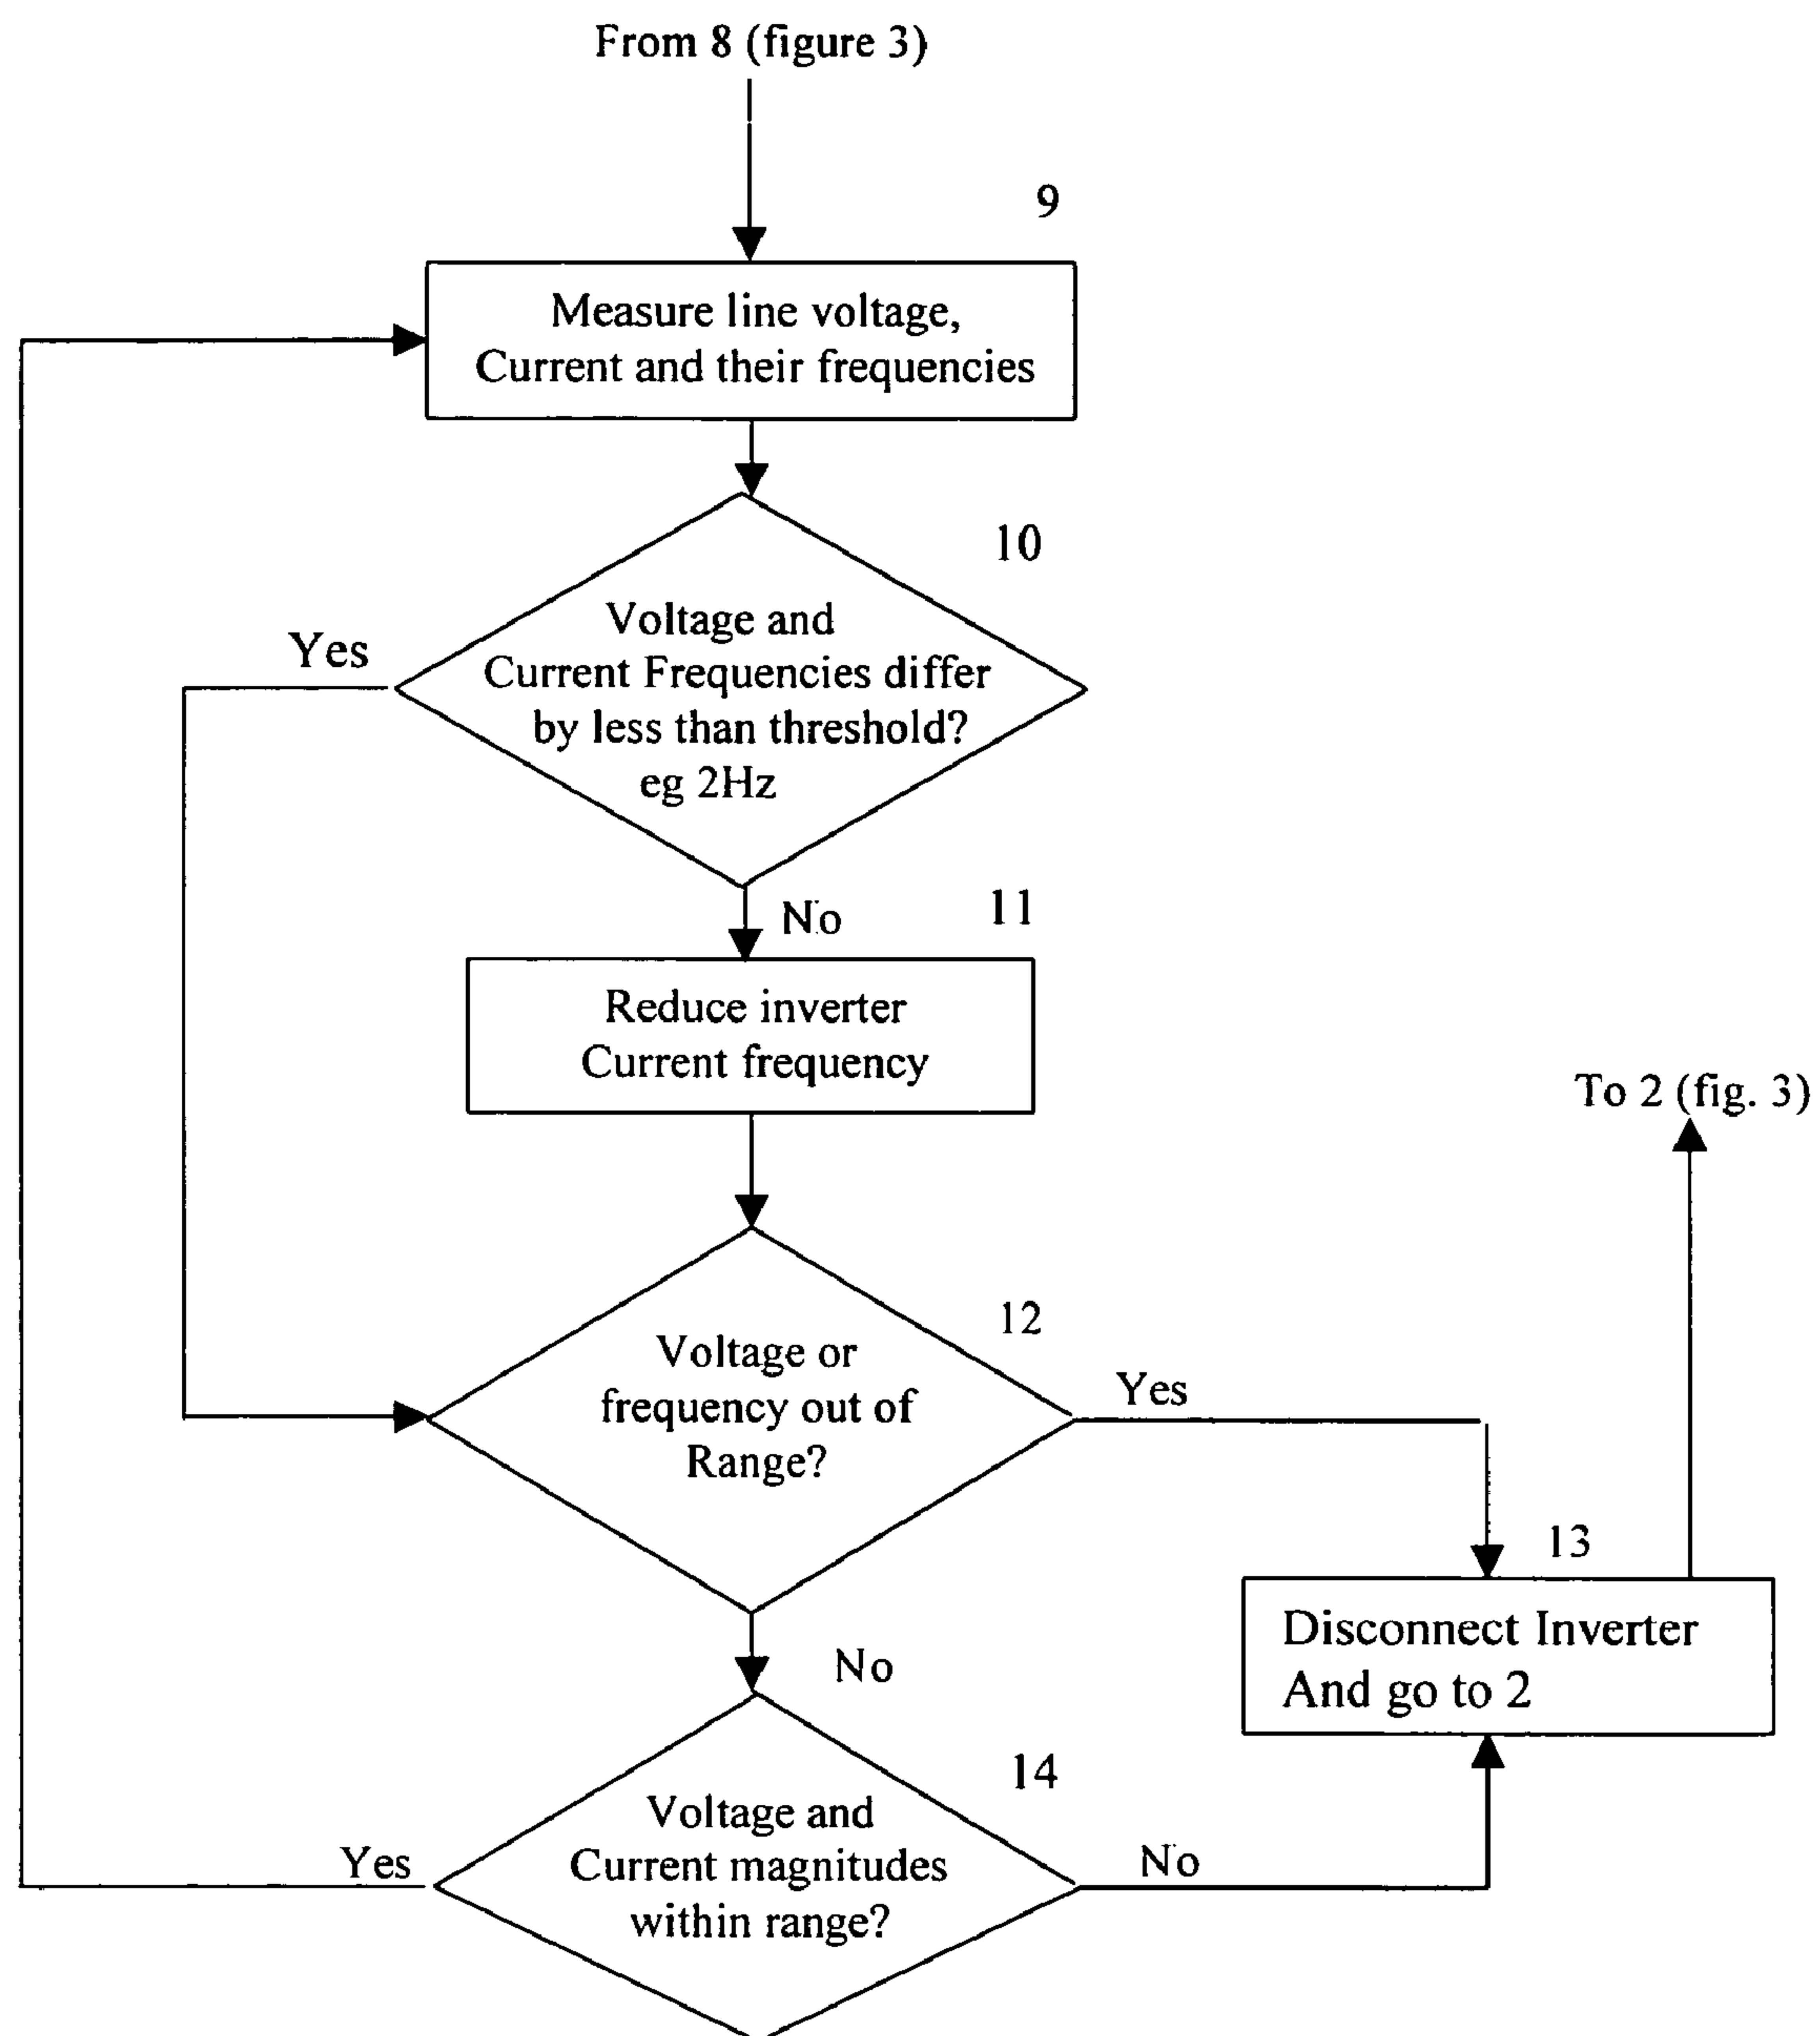 From 8 (figure 3)
9
Measure line voltage,
Current and their frequencies
10
Voltage and
Current Frequencies differ
by less than threshold?
eg 2Hz
Yes
No
11
Reduce inverter
Current frequency
To 2 (fig. 3)
12
Voltage or
frequency out of
Range?
Yes
No
13
Disconnect Inverter
And go to 2
14
Voltage and
Current magnitudes
within range?
Yes
No